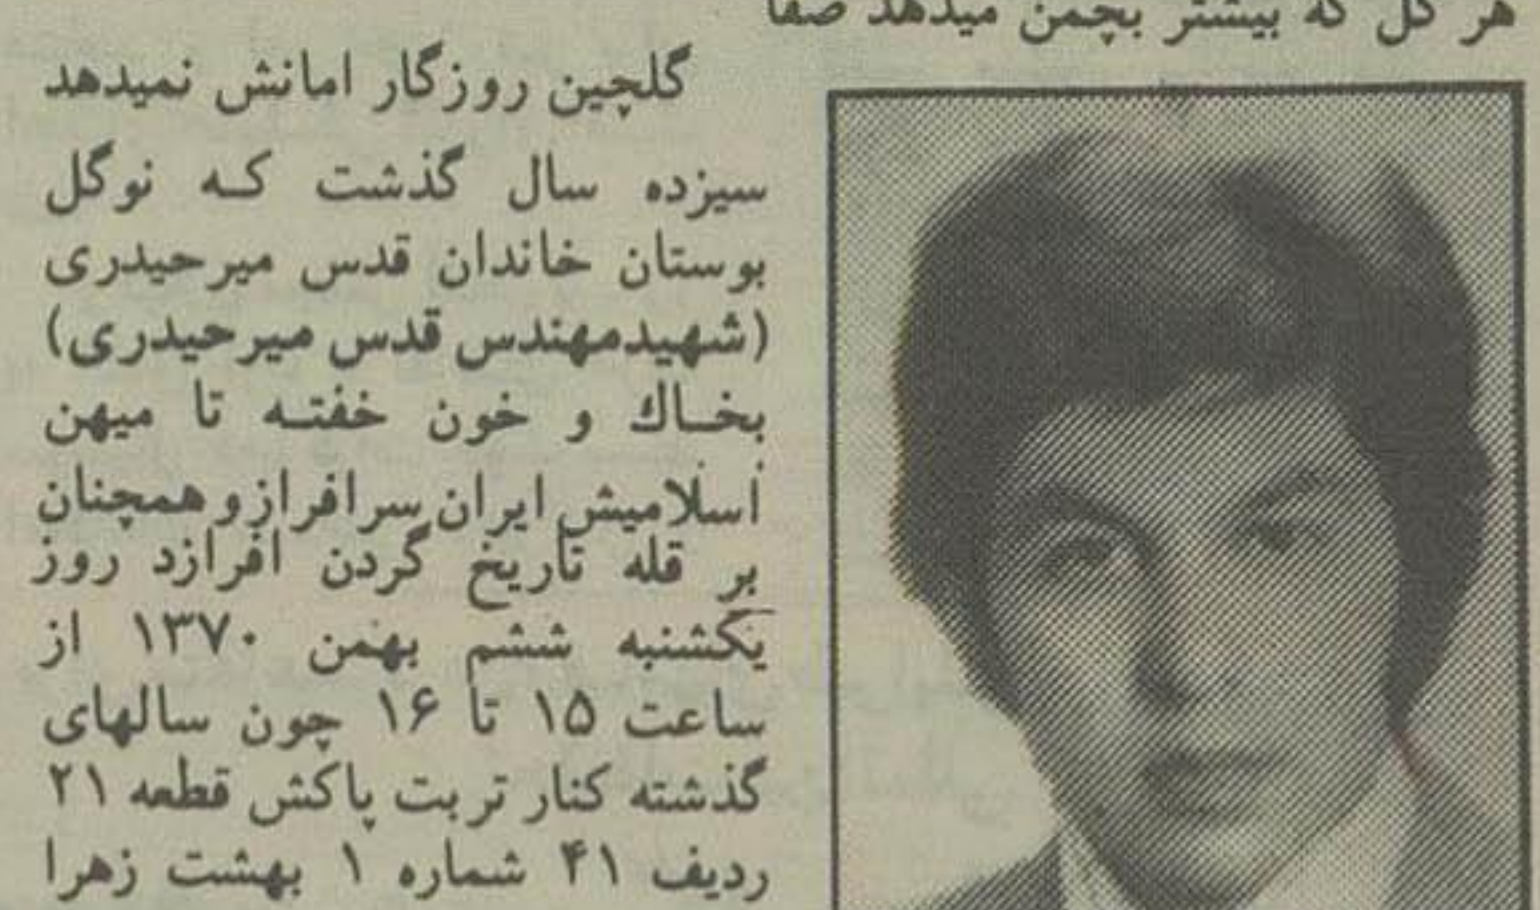 هر گل که بیشتر بچمن میدهد صفا
گلچین روزگار امانش نمیدهد
سیزده سال گذشت که نوگل
بوستان خاندان قدس میرحیدری
(شهیدمهندس قدس میرحیدری)
بخاك و خون خفته تا میهن
اسلامیش ایران سرافراز و همچنان
بر قله تاریخ گردن افرازد روز
یکشنبه ششم بهمن ۱۳۷۰ از
ساعت ۱۵ تا ۱۶ چون سالهای
گذشته کنار تربت پاکش قطعه ۲۱
ردیف ۴۱ شماره ۱ بهشت زهرا